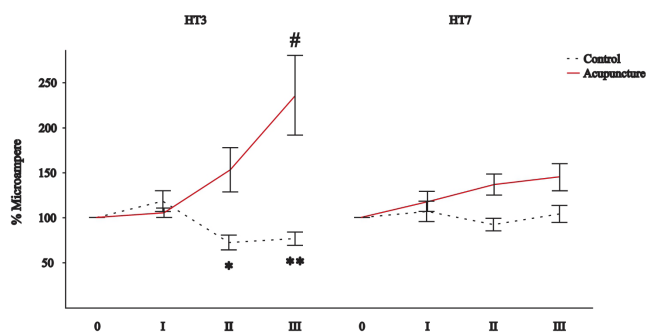 HT3
HT7
#
Control
Acupuncture
% Microampere
250
200
150
100
50
*
**
0 I II III
0 I II III